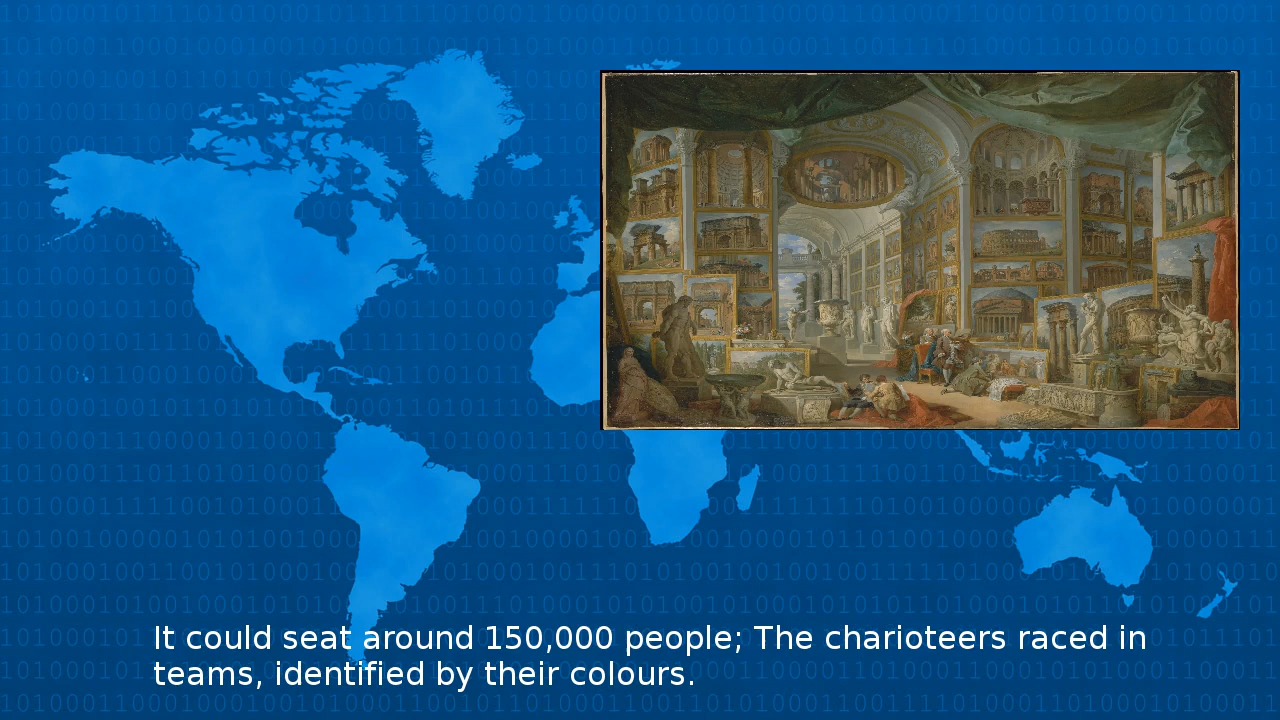 It could seat around 150,000 people; The charioteers raced in
teams, identified by their colours.